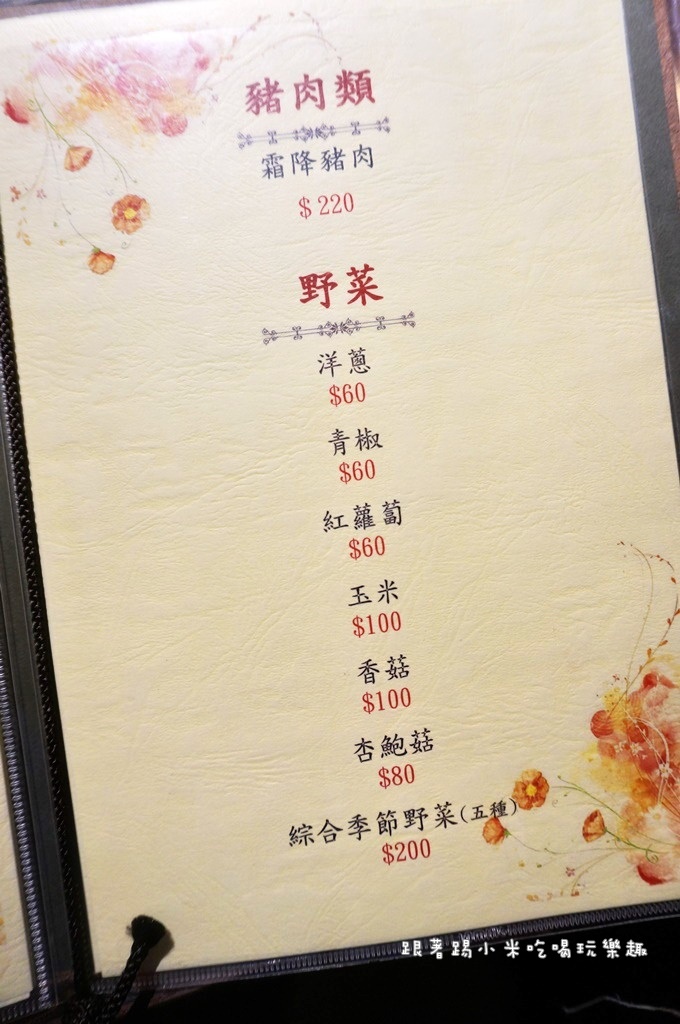 豬肉類
霜降豬肉
$220
野菜
洋蔥
$60
青椒
$60
紅蘿蔔
$60
玉米
$100
香菇
$100
杏鮑菇
$80
綜合季節野菜(五種)
$200
跟著踢小米吃喝玩樂趣